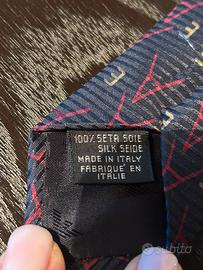 100% SETA SOIE
SILK SEIDE
MADE IN ITALY
FABRIQUÉ EN
ITALIE
subito